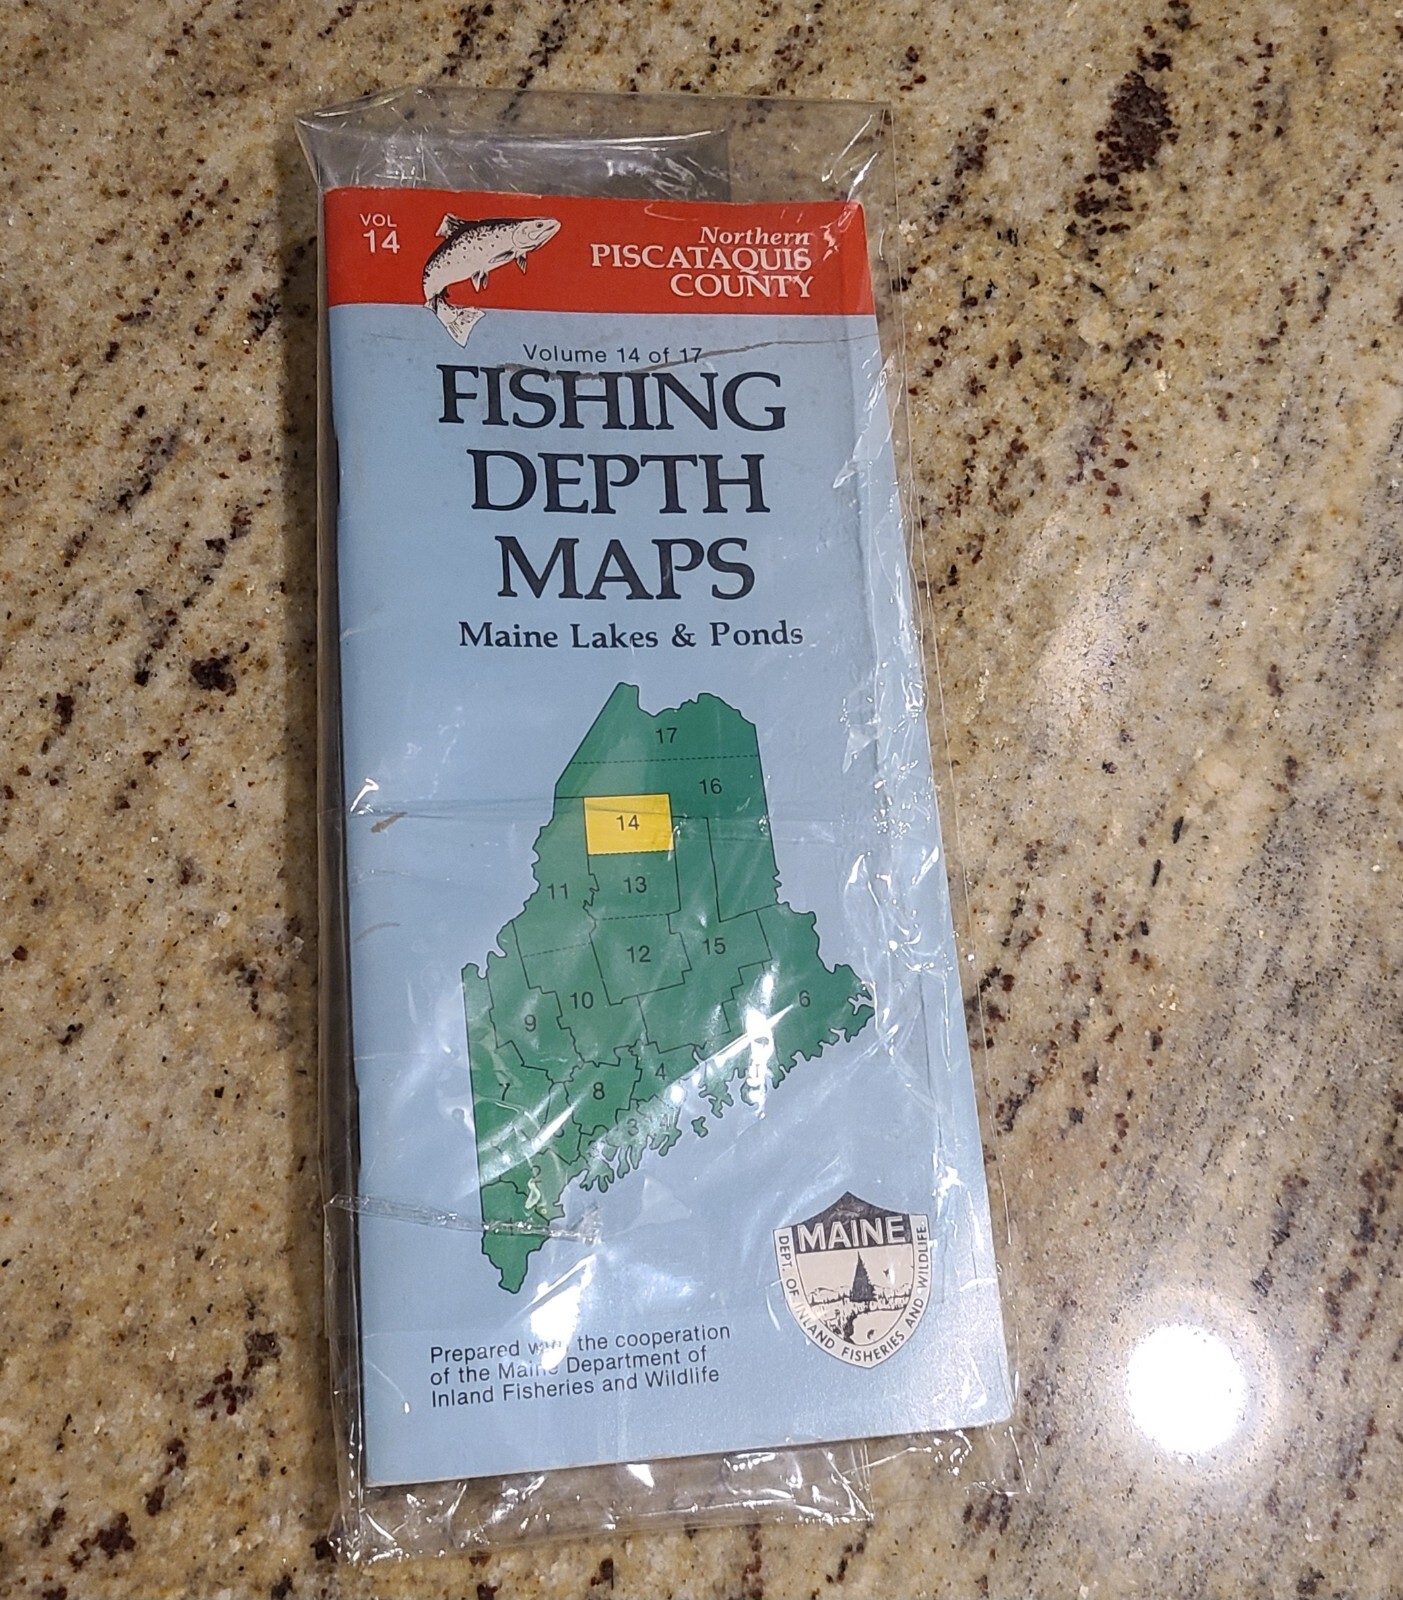 VOL
14
Northern
PISCATAQUIS
COUNTY
Volume 14 of 17
FISHING
DEPTH
MAPS
Maine Lakes & Ponds
17
16
14
13
11
12
15
10
6
9
4
7
8
3
MAINE
DEPT. OF INLAND FISHERIES AND WILDLIFE
Prepared the cooperation
of the Maine Department of
Inland Fisheries and Wildlife